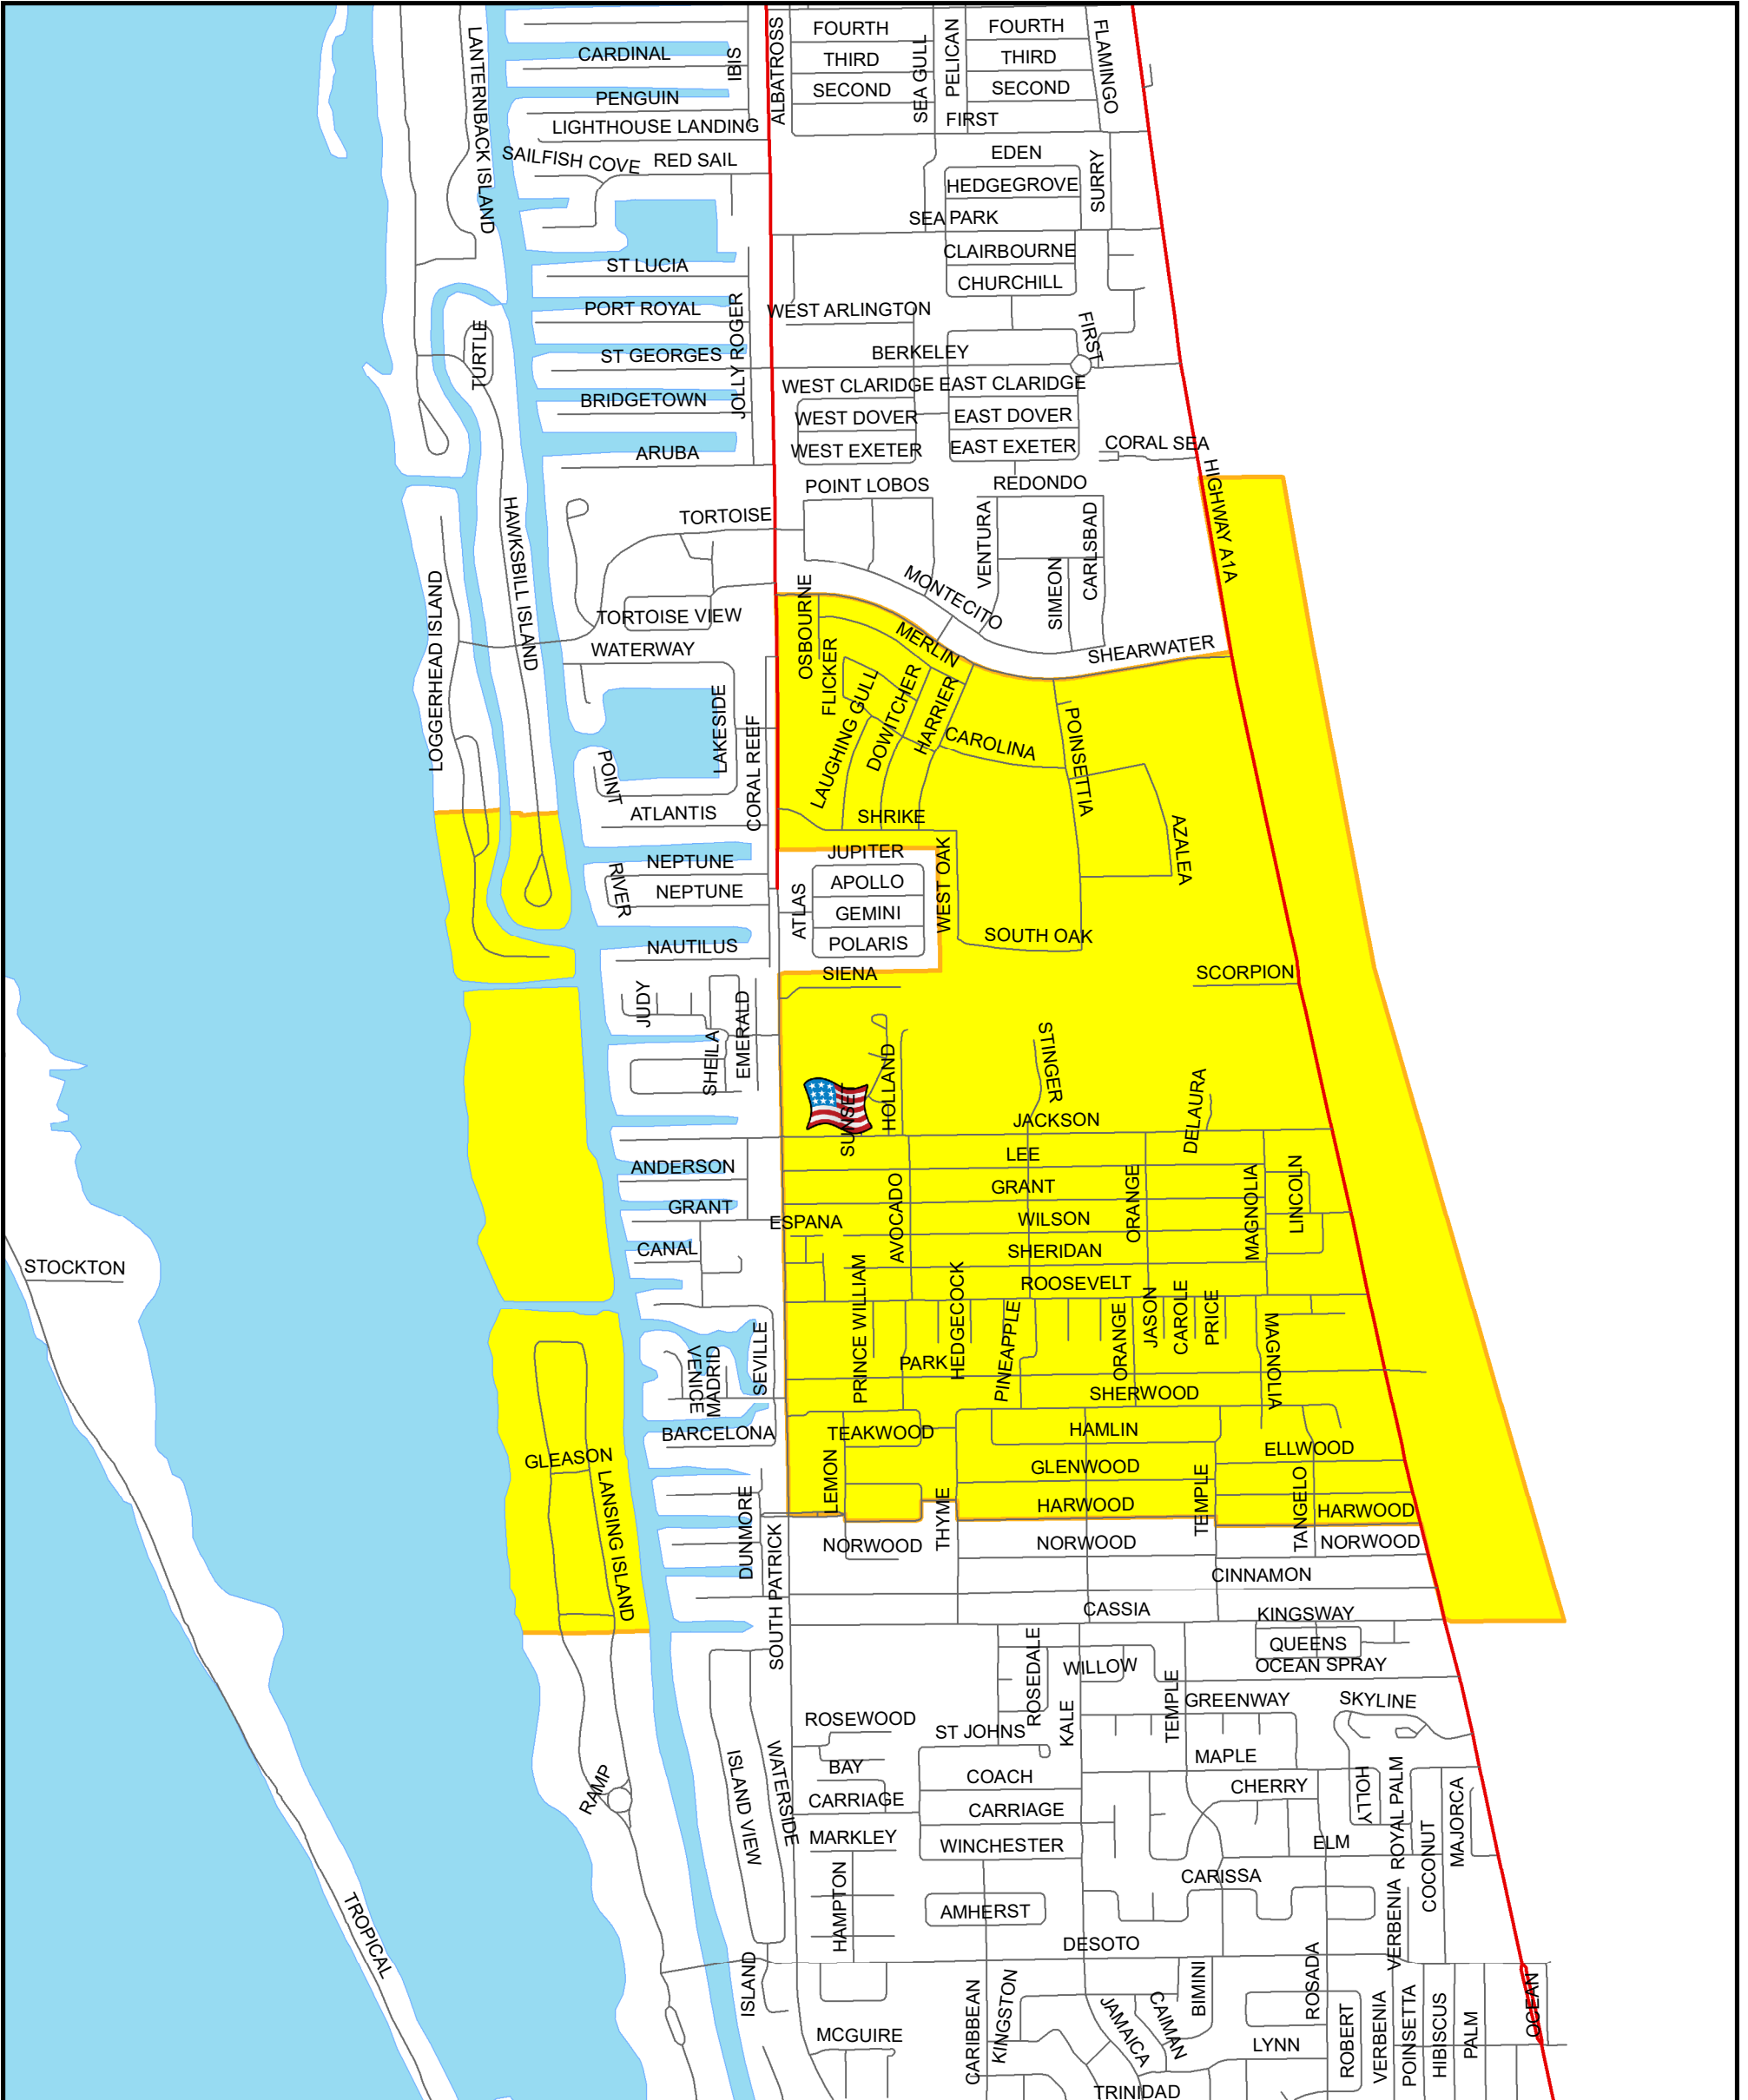 LANTERNBACK ISLAND
CARDINAL
IBIS
ALBATROSS
FOURTH
SEA GULL
PELICAN
FOURTH
FLAMINGO
THIRD
THIRD
SECOND
SECOND
PENGUIN
LIGHTHOUSE LANDING
FIRST
SAILFISH COVE
RED SAIL
EDEN
SURRY
HEDGEGROVE
SEA PARK
CLAIRBOURNE
ST LUCIA
CHURCHILL
PORT ROYAL
JOLLY ROGER
WEST ARLINGTON
FIRST
TURTLE
ST GEORGES
BERKELEY
WEST CLARIDGE
EAST CLARIDGE
BRIDGETOWN
WEST DOVER
EAST DOVER
ARUBA
WEST EXETER
EAST EXETER
CORAL SEA
HIGHWAY A1A
POINT LOBOS
REDONDO
TORTOISE
VENTURA
CARLSBAD
SIMEON
HAWKSBILL ISLAND
LOGGERHEAD ISLAND
MONTECITO
OSBOURNE
TORTOISE VIEW
MERLIN
SHEARWATER
WATERWAY
FLICKER
LAUGHING GULL
DOWITCHER
HARRIER
CAROLINA
POINSETTIA
LAKESIDE
CORAL REEF
POINT
ATLANTIS
SHRIKE
AZALEA
JUPITER
WEST OAK
NEPTUNE
APOLLO
RIVER
NEPTUNE
ATLAS
GEMINI
NAUTILUS
POLARIS
SOUTH OAK
SIENA
SCORPION
JUDY
EMERALD
SHEILA
STINGER
HOLLAND
SUNSET
DELAURA
JACKSON
LEE
ANDERSON
GRANT
ORANGE
MAGNOLIA
LINCOLN
AVOCADO
GRANT
ESPANA
WILSON
CANAL
SHERIDAN
STOCKTON
ROOSEVELT
PRINCE WILLIAM
HEDGECOCK
PINEAPPLE
ORANGE
JASON
CAROLE
PRICE
MAGNOLIA
VENICE
MADRID
SEVILLE
PARK
SHERWOOD
BARCELONA
TEAKWOOD
HAMLIN
ELLWOOD
GLEASON
LANSING ISLAND
LEMON
GLENWOOD
TEMPLE
TANGELO
DUNMORE
THYME
HARWOOD
HARWOOD
NORWOOD
NORWOOD
NORWOOD
SOUTH PATRICK
CINNAMON
CASSIA
KINGSWAY
QUEENS
ROSEDALE
WILLOW
OCEAN SPRAY
TEMPLE
GREENWAY
SKYLINE
KALE
ROSEWOOD
ST JOHNS
WATERSIDE
ISLAND VIEW
BAY
MAPLE
COACH
CHERRY
HOLLY
ROYAL PALM
MAJORCA
RAMP
CARRIAGE
CARRIAGE
MARKLEY
WINCHESTER
ELM
COCONUT
HAMPTON
CARISSA
VERBENIA
AMHERST
TROPICAL
DESOTO
ISLAND
ROSADA
BIMINI
CARIBBEAN
KINGSTON
JAMAICA
CAIMAN
ROBERT
VERBENIA
POINSETTA
HIBISCUS
PALM
OCEAN
MCGUIRE
LYNN
TRINIDAD